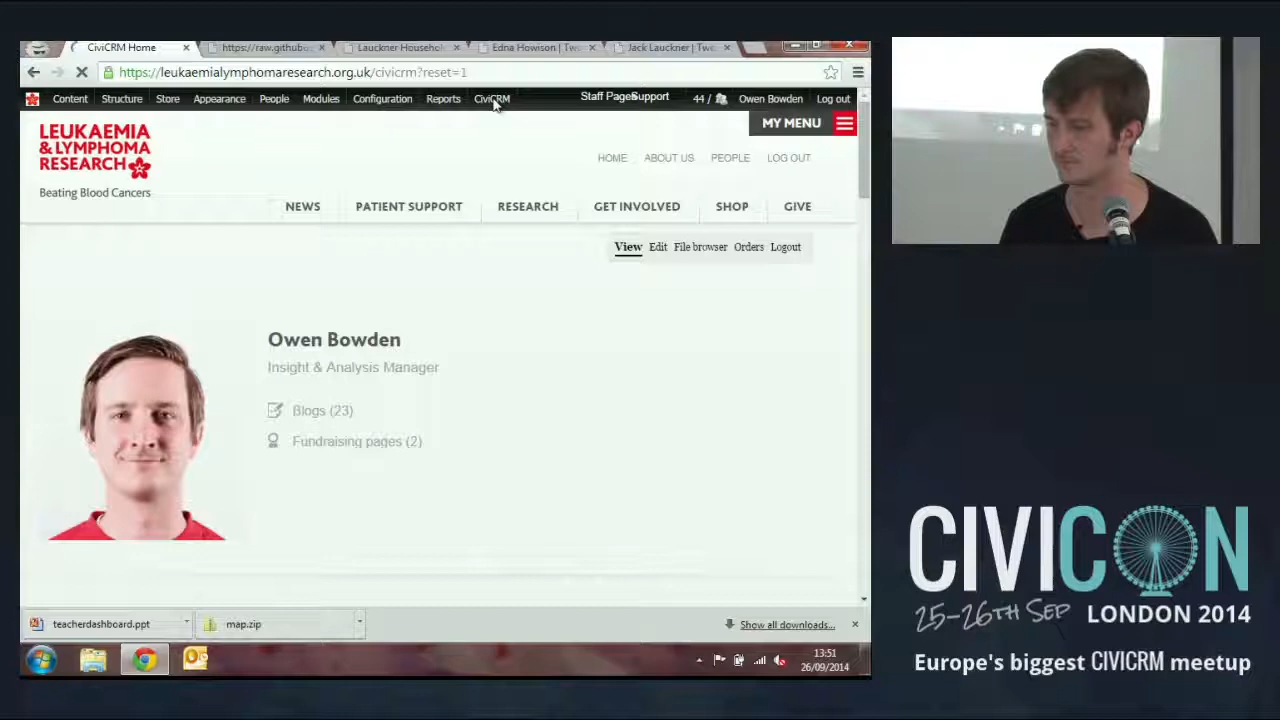 CiviCRM Home
https://raw.githubu
Lauckner Househol
Edna Howison | Tw
Jack Lauckner | Twe
https://leukaemialymphomaresearch.org.uk/civicrm?reset=1
Content Structure Store Appearance People Modules Configuration Reports CiviCRM Staff Pages Support 44 / Owen Bowden Log out
MY MENU
LEUKAEMIA
& LYMPHOMA
RESEARCH
Beating Blood Cancers
HOME ABOUT US PEOPLE LOG OUT
NEWS PATIENT SUPPORT RESEARCH GET INVOLVED SHOP GIVE
View Edit File browser Orders Logout
Owen Bowden
Insight & Analysis Manager
Blogs (23)
Fundraising pages (2)
teacherdashboard.ppt
map.zip
Show all downloads...
13:51
26/09/2014
CIVICON
25-26TH SEP LONDON 2014
Europe's biggest CIVICRM meetup